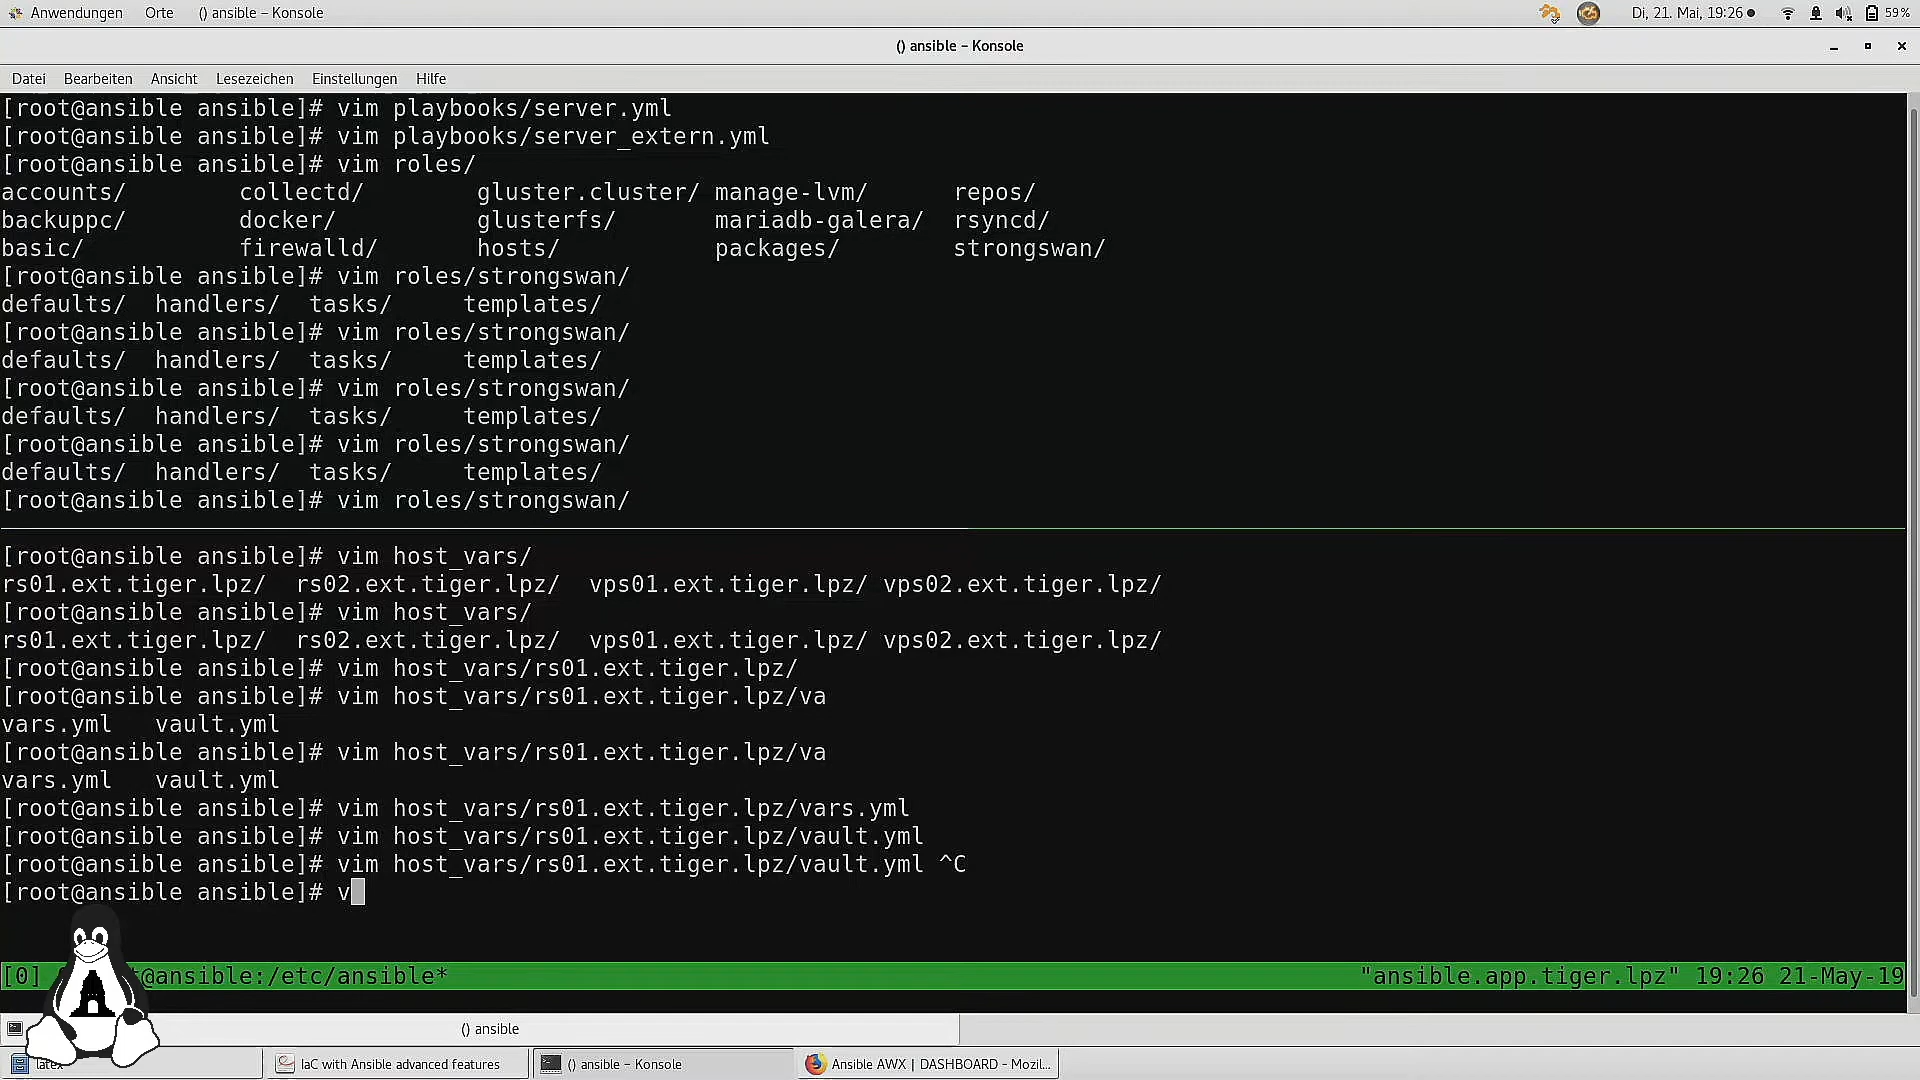 Anwendungen Orte () ansible – Konsole Di, 21. Mai, 19:26 59%
() ansible – Konsole
Datei Bearbeiten Ansicht Lesezeichen Einstellungen Hilfe
[root@ansible ansible]# vim playbooks/server.yml
[root@ansible ansible]# vim playbooks/server_extern.yml
[root@ansible ansible]# vim roles/
accounts/ collectd/ gluster.cluster/ manage-lvm/ repos/
backuppc/ docker/ glusterfs/ mariadb-galera/ rsyncd/
basic/ firewalld/ hosts/ packages/ strongswan/
[root@ansible ansible]# vim roles/strongswan/
defaults/ handlers/ tasks/ templates/
[root@ansible ansible]# vim roles/strongswan/
defaults/ handlers/ tasks/ templates/
[root@ansible ansible]# vim roles/strongswan/
defaults/ handlers/ tasks/ templates/
[root@ansible ansible]# vim roles/strongswan/
defaults/ handlers/ tasks/ templates/
[root@ansible ansible]# vim roles/strongswan/
[root@ansible ansible]# vim host_vars/
rs01.ext.tiger.lpz/ rs02.ext.tiger.lpz/ vps01.ext.tiger.lpz/ vps02.ext.tiger.lpz/
[root@ansible ansible]# vim host_vars/
rs01.ext.tiger.lpz/ rs02.ext.tiger.lpz/ vps01.ext.tiger.lpz/ vps02.ext.tiger.lpz/
[root@ansible ansible]# vim host_vars/rs01.ext.tiger.lpz/
[root@ansible ansible]# vim host_vars/rs01.ext.tiger.lpz/va
vars.yml vault.yml
[root@ansible ansible]# vim host_vars/rs01.ext.tiger.lpz/va
vars.yml vault.yml
[root@ansible ansible]# vim host_vars/rs01.ext.tiger.lpz/vars.yml
[root@ansible ansible]# vim host_vars/rs01.ext.tiger.lpz/vault.yml
[root@ansible ansible]# vim host_vars/rs01.ext.tiger.lpz/vault.yml ^C
[root@ansible ansible]# v
[0] @ansible:/etc/ansible* "ansible.app.tiger.lpz" 19:26 21-May-19
() ansible
IaC with Ansible advanced features () ansible – Konsole Ansible AWX | DASHBOARD - Mozil...